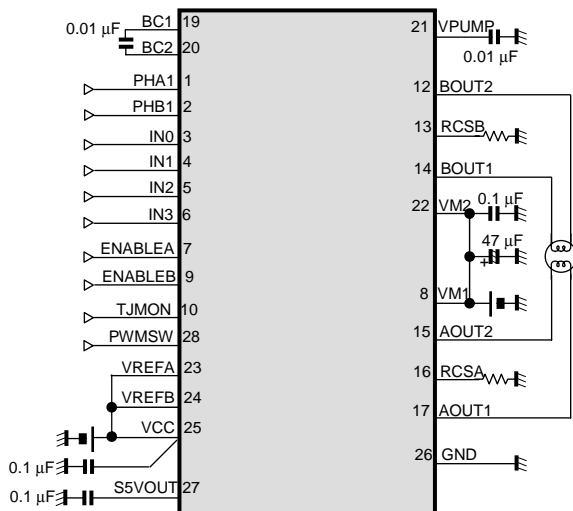 BC1 19
0.01 μF
BC2 20
PHA1 1
PHB1 2
IN0 3
IN1 4
IN2 5
IN3 6
ENABLEA 7
ENABLEB 9
TJMON 10
PWMSW 28
VREFA 23
VREFB 24
VCC 25
0.1 μF
0.1 μF
S5VOUT 27
21 VPUMP
0.01 μF
12 BOUT2
13 RCSB
14 BOUT1
0.1 μF
22 VM2
47 μF
+
8 VM1
15 AOUT2
16 RCSA
17 AOUT1
26 GND